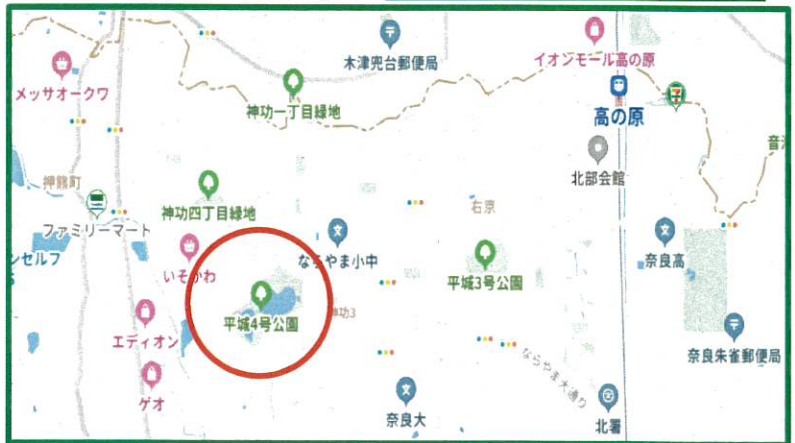 木津兜台郵便局
イオンモール高の原
メッサオークワ
神功一丁目緑地
高の原
北部会館
押熊町
神功四丁目緑地
右京
ファミリーマート
ンセルフ
いそかわ
ならやま小中
奈良高
平城3号公園
神功3
平城4号公園
エディオン
奈良朱雀郵便局
ならやま大通り
ゲオ
奈良大
北署